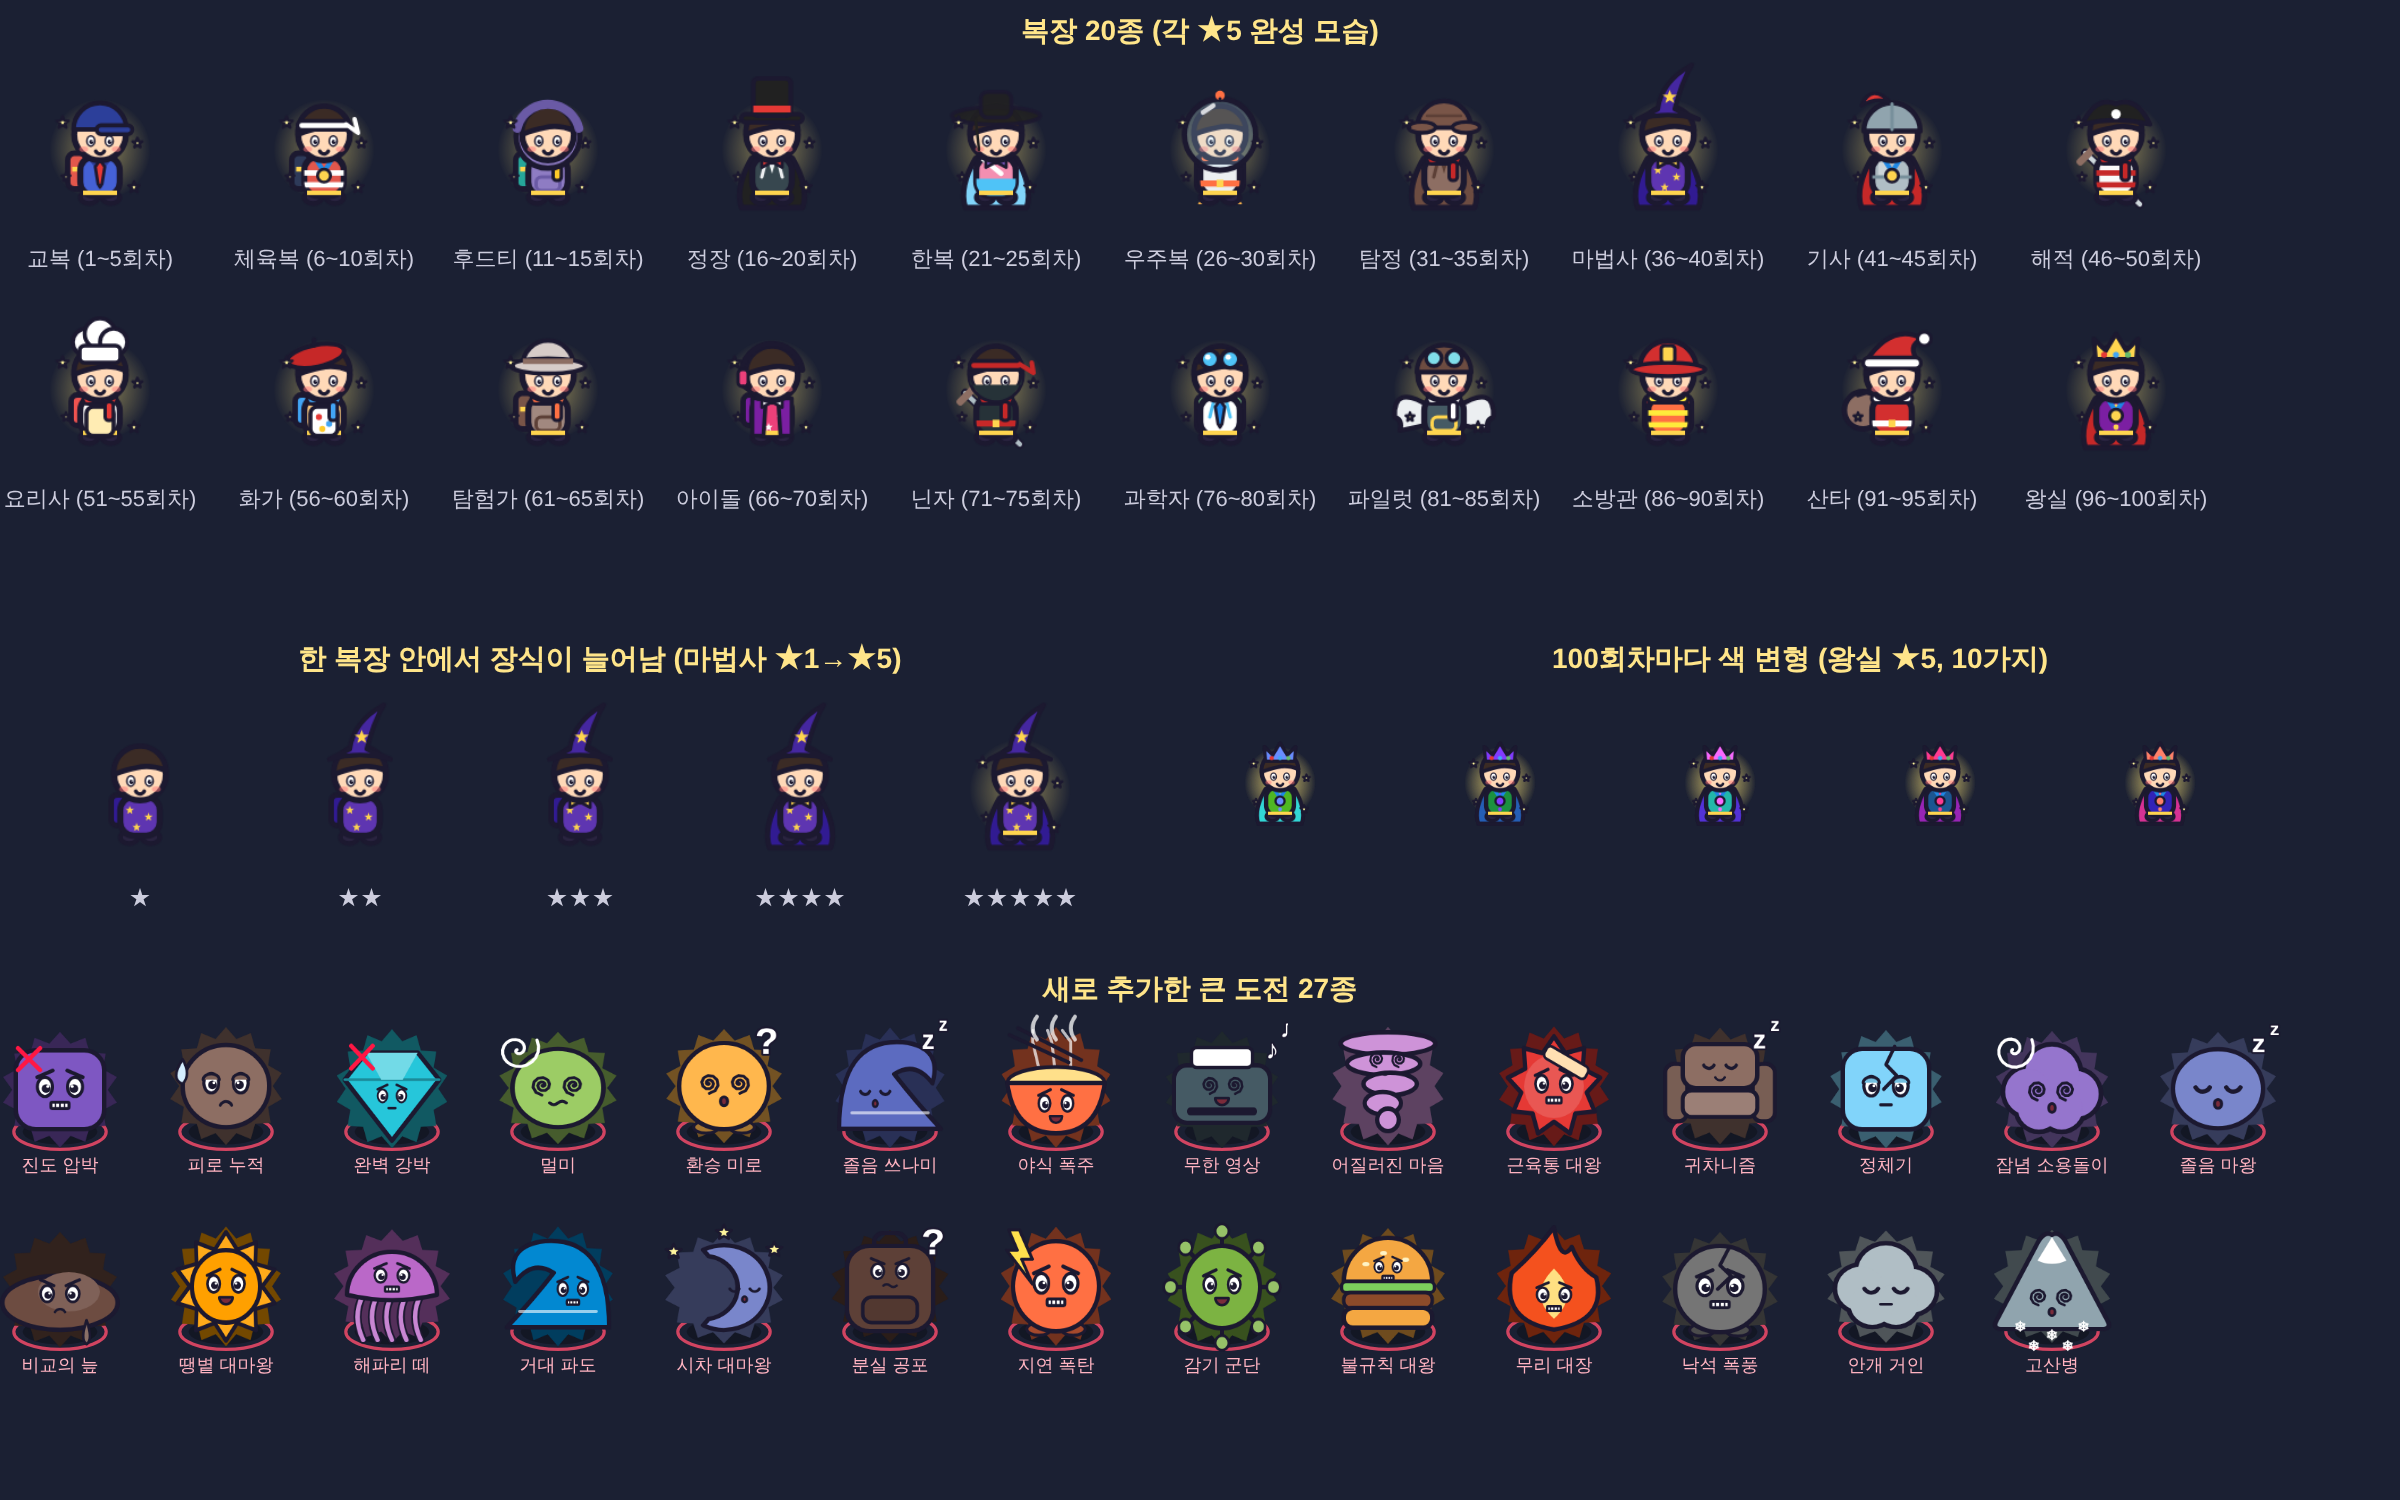 복장 20종 (각 ★5 완성 모습)
교복 (1~5회차) 체육복 (6~10회차) 후드티 (11~15회차) 정장 (16~20회차) 한복 (21~25회차) 우주복 (26~30회차) 탐정 (31~35회차) 마법사 (36~40회차) 기사 (41~45회차) 해적 (46~50회차)
요리사 (51~55회차) 화가 (56~60회차) 탐험가 (61~65회차) 아이돌 (66~70회차) 닌자 (71~75회차) 과학자 (76~80회차) 파일럿 (81~85회차) 소방관 (86~90회차) 산타 (91~95회차) 왕실 (96~100회차)
한 복장 안에서 장식이 늘어남 (마법사 ★1→★5)
100회차마다 색 변형 (왕실 ★5, 10가지)
★ ★★ ★★★ ★★★★ ★★★★★
새로 추가한 큰 도전 27종
? z z ♪ ♪ z z z z
진도 압박 피로 누적 완벽 강박 멀미 환승 미로 졸음 쓰나미 야식 폭주 무한 영상 어질러진 마음 근육통 대왕 귀차니즘 정체기 잡념 소용돌이 졸음 마왕
?
비교의 늪 땡볕 대마왕 해파리 떼 거대 파도 시차 대마왕 분실 공포 지연 폭탄 감기 군단 불규칙 대왕 무리 대장 낙석 폭풍 안개 거인 고산병